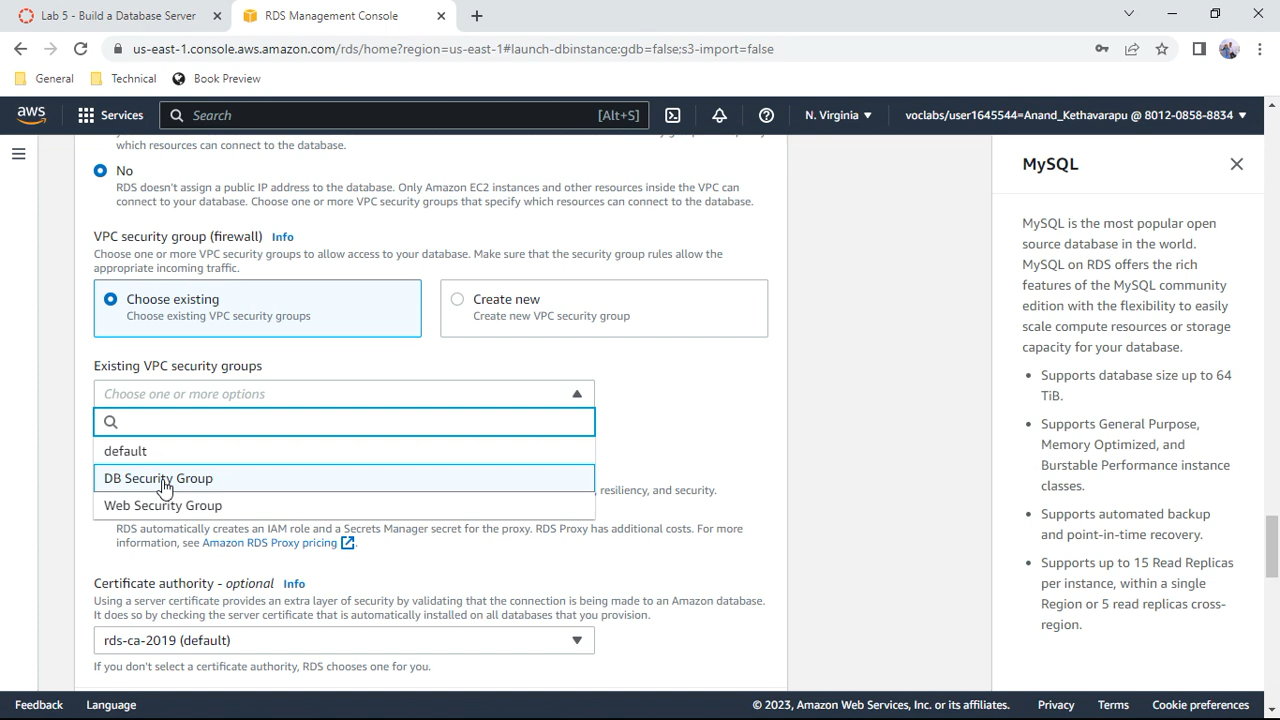 Lab 5 - Build a Database Server
RDS Management Console
us-east-1.console.aws.amazon.com/rds/home?region=us-east-1#launch-dbinstance:gdb=false;s3-import=false
General
Technical
Book Preview
aws
Services
Search
[Alt+S]
N. Virginia
voclabs/user1645544=Anand_Kethavarapu @ 8012-0858-8834
which resources can connect to the database.
No
RDS doesn't assign a public IP address to the database. Only Amazon EC2 instances and other resources inside the VPC can
connect to your database. Choose one or more VPC security groups that specify which resources can connect to the database.
VPC security group (firewall) Info
Choose one or more VPC security groups to allow access to your database. Make sure that the security group rules allow the
appropriate incoming traffic.
Choose existing
Choose existing VPC security groups
Create new
Create new VPC security group
Existing VPC security groups
Choose one or more options
default
DB Security Group
Web Security Group
, resiliency, and security.
RDS automatically creates an IAM role and a Secrets Manager secret for the proxy. RDS Proxy has additional costs. For more
information, see Amazon RDS Proxy pricing.
Certificate authority - optional Info
Using a server certificate provides an extra layer of security by validating that the connection is being made to an Amazon database.
It does so by checking the server certificate that is automatically installed on all databases that you provision.
rds-ca-2019 (default)
If you don't select a certificate authority, RDS chooses one for you.
MySQL
MySQL is the most popular open
source database in the world.
MySQL on RDS offers the rich
features of the MySQL community
edition with the flexibility to easily
scale compute resources or storage
capacity for your database.
• Supports database size up to 64
TiB.
• Supports General Purpose,
Memory Optimized, and
Burstable Performance instance
classes.
• Supports automated backup
and point-in-time recovery.
• Supports up to 15 Read Replicas
per instance, within a single
Region or 5 read replicas cross-
region.
Feedback
Language
© 2023, Amazon Web Services, Inc. or its affiliates.
Privacy
Terms
Cookie preferences